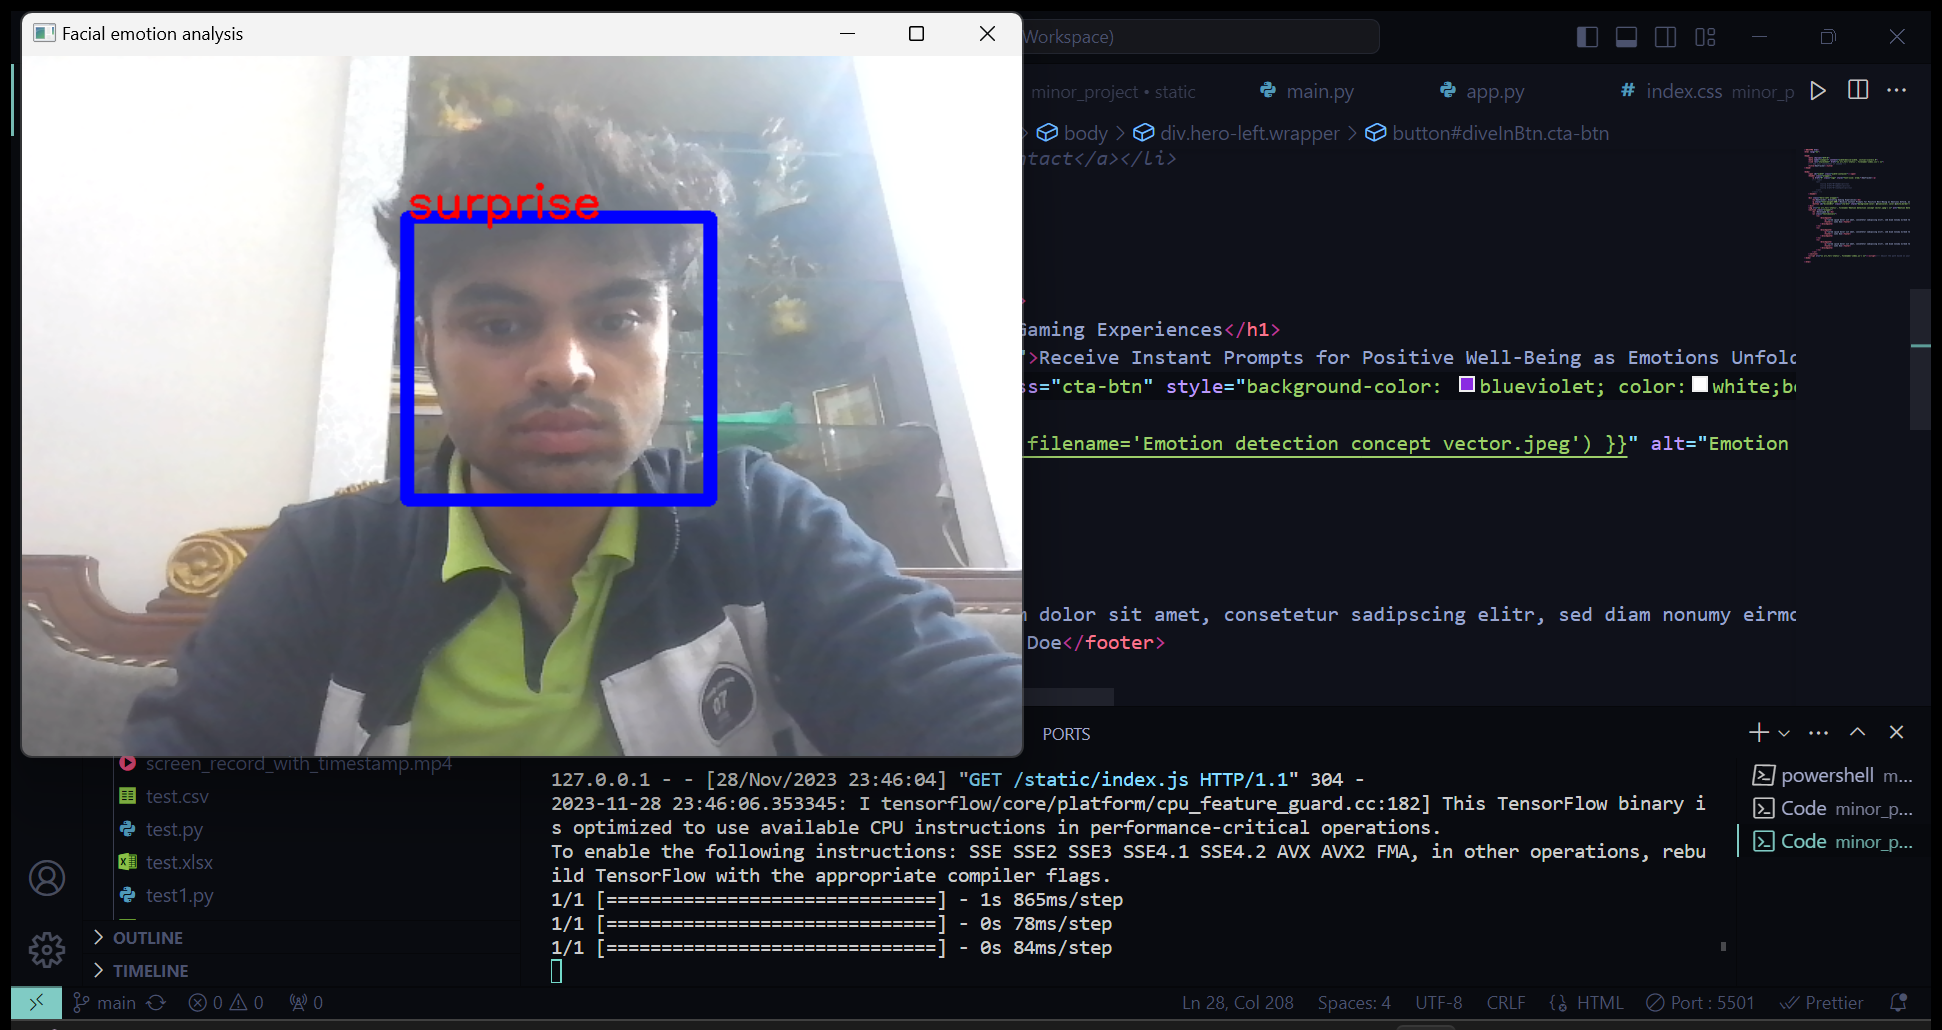 Facial emotion analysis
Workspace)
surprise
07
minor_project • static
main.py
app.py
# index.css minor_p
body
div.hero-left.wrapper
button#diveInBtn.cta-btn
ntact</a></li>
>
Gaming Experiences</h1>
">Receive Instant Prompts for Positive Well-Being as Emotions Unfold
ss="cta-btn" style="background-color: blueviolet; color: white;bo
filename='Emotion detection concept vector.jpeg') }}" alt="Emotion
dolor sit amet, consetetur sadipscing elitr, sed diam nonumy eirmo
Doe</footer>
PORTS
screen_record_with_timestamp.mp4
test.csv
test.py
test.xlsx
test1.py
OUTLINE
TIMELINE
127.0.0.1 - - [28/Nov/2023 23:46:04] "GET /static/index.js HTTP/1.1" 304 -
2023-11-28 23:46:06.353345: I tensorflow/core/platform/cpu_feature_guard.cc:182] This TensorFlow binary i
s optimized to use available CPU instructions in performance-critical operations.
To enable the following instructions: SSE SSE2 SSE3 SSE4.1 SSE4.2 AVX AVX2 FMA, in other operations, rebu
ild TensorFlow with the appropriate compiler flags.
1/1 [==============================] - 1s 865ms/step
1/1 [==============================] - 0s 78ms/step
1/1 [==============================] - 0s 84ms/step
powershell m...
Code minor_p...
Code minor_p...
main
0 0
0
Ln 28, Col 208
Spaces: 4
UTF-8
CRLF
HTML
Port : 5501
Prettier